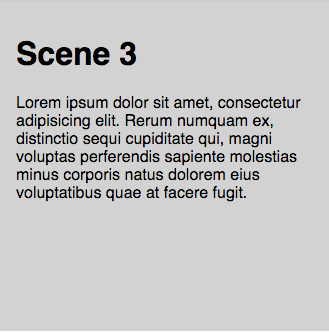 Scene 3
Lorem ipsum dolor sit amet, consectetur
adipisicing elit. Rerum numquam ex,
distinctio sequi cupiditate qui, magni
voluptas perferendis sapiente molestias
minus corporis natus dolorem eius
voluptatibus quae at facere fugit.